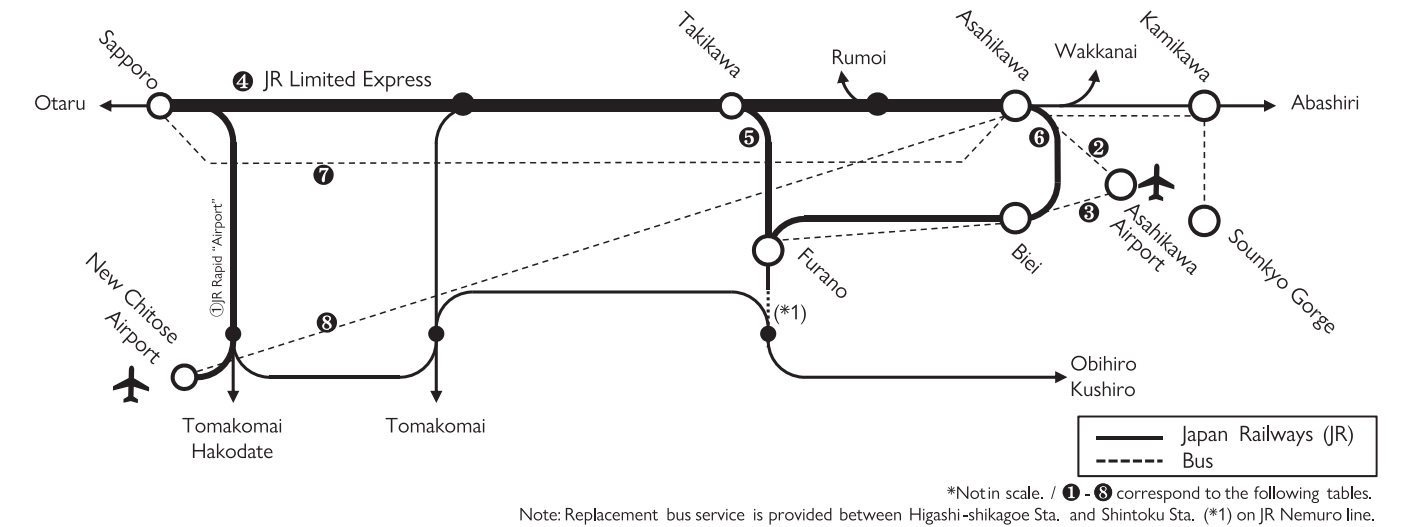 Sapporo
❹ JR Limited Express
Takikawa
Rumoi
Asahikawa
Wakkanai
Kamikawa
Otaru
Abashiri
❺
❻
❷
❼
❸
Asahikawa
Airport
①JR Rapid "Airport"
Furano
Biei
Sounkyo Gorge
New Chitose
Airport
❽
(*1)
Obihiro
Kushiro
Tomakomai
Hakodate
Tomakomai
Japan Railways (JR)
Bus
*Not in scale. / ❶ - ❽ correspond to the following tables.
Note: Replacement bus service is provided between Higashi-shikagoe Sta. and Shintoku Sta. (*1) on JR Nemuro line.